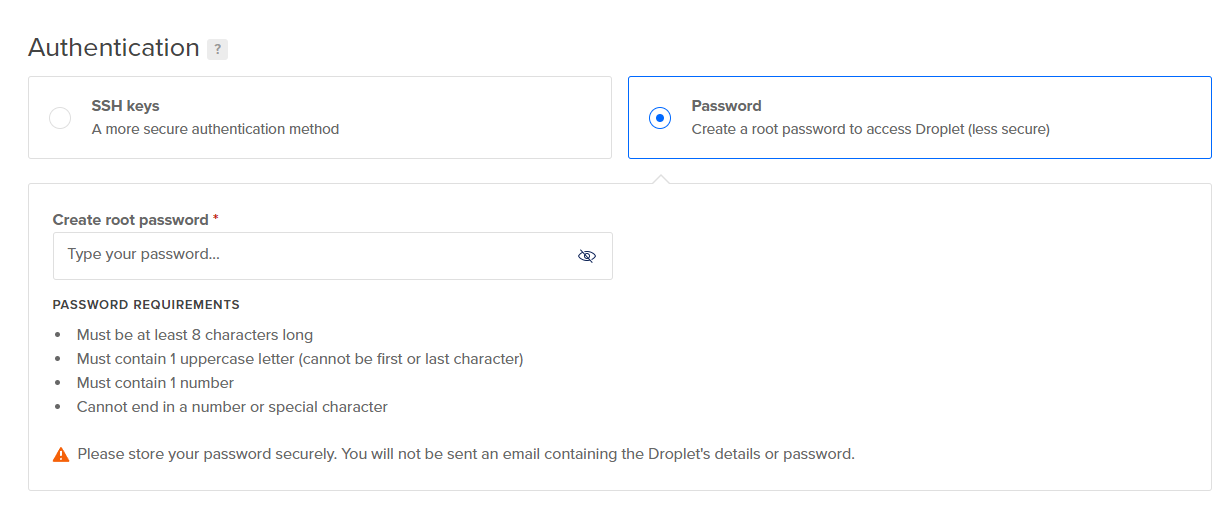 Authentication ?
SSH keys
A more secure authentication method
Password
Create a root password to access Droplet (less secure)
Create root password *
Type your password...
PASSWORD REQUIREMENTS
• Must be at least 8 characters long
• Must contain 1 uppercase letter (cannot be first or last character)
• Must contain 1 number
• Cannot end in a number or special character
Please store your password securely. You will not be sent an email containing the Droplet's details or password.